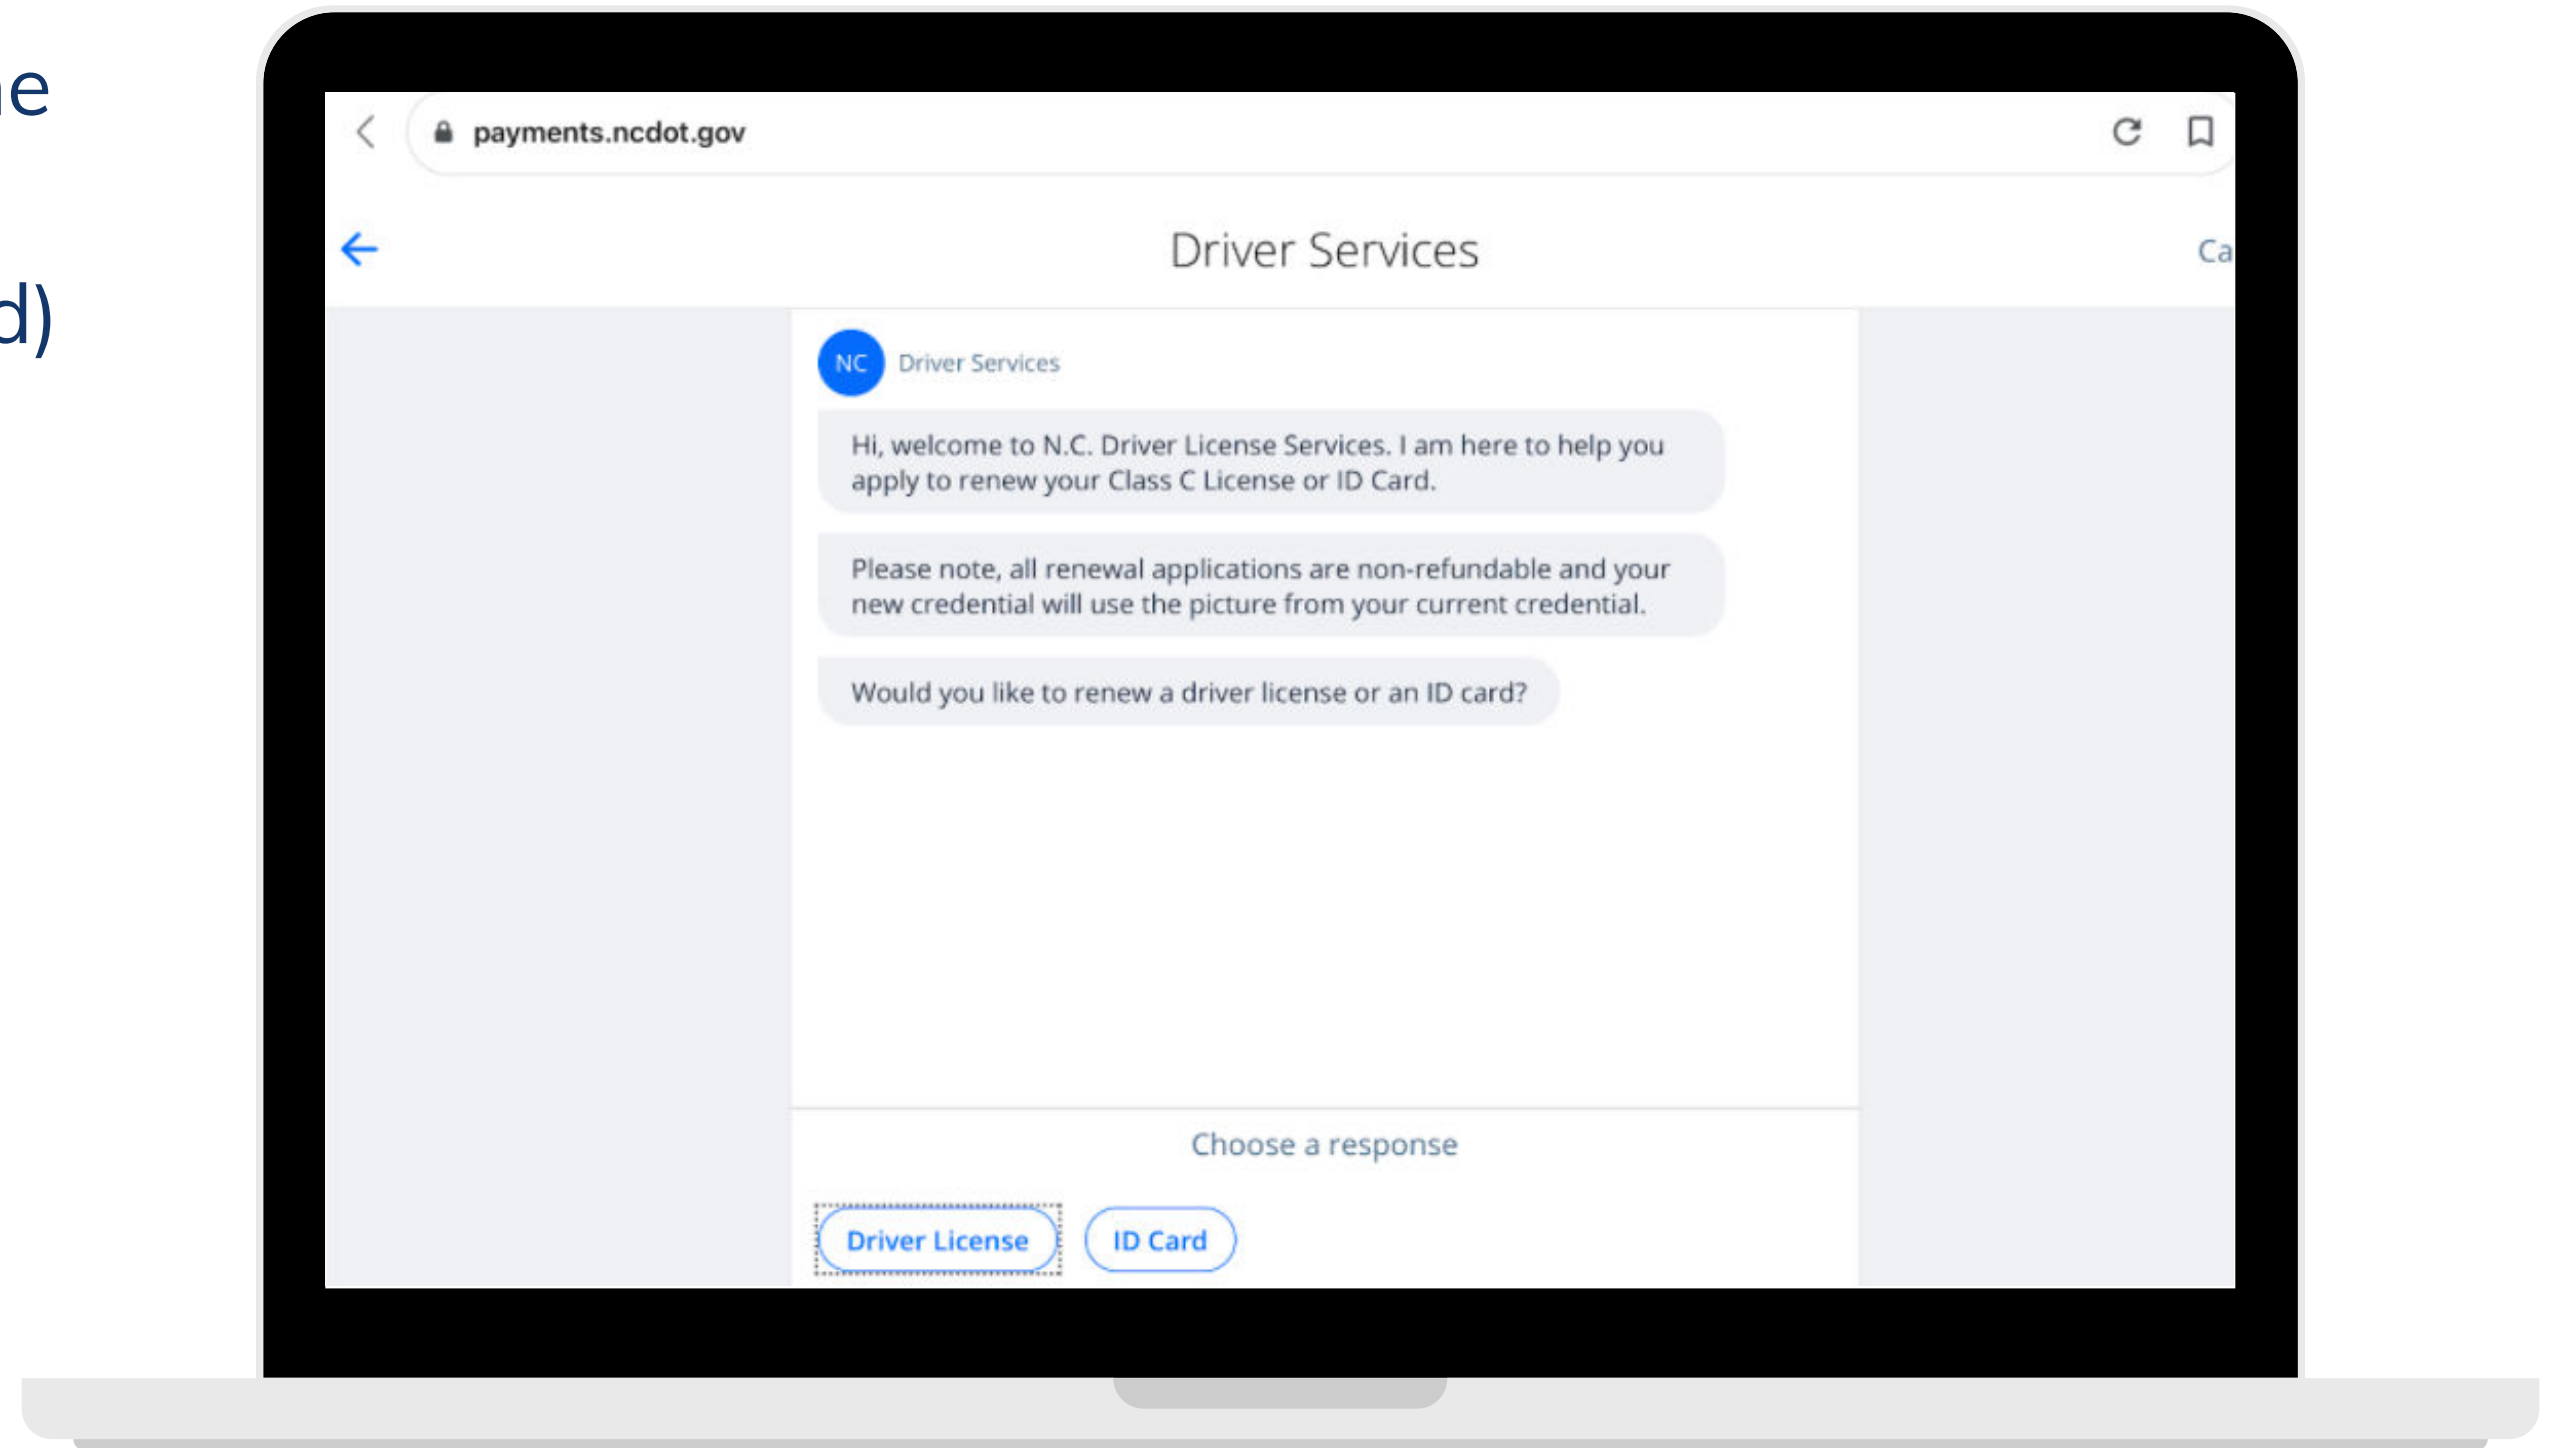 payments.ncdot.gov
Driver Services
NC Driver Services
Hi, welcome to N.C. Driver License Services. I am here to help you
apply to renew your Class C License or ID Card.
Please note, all renewal applications are non-refundable and your
new credential will use the picture from your current credential.
Would you like to renew a driver license or an ID card?
Choose a response
Driver License
ID Card